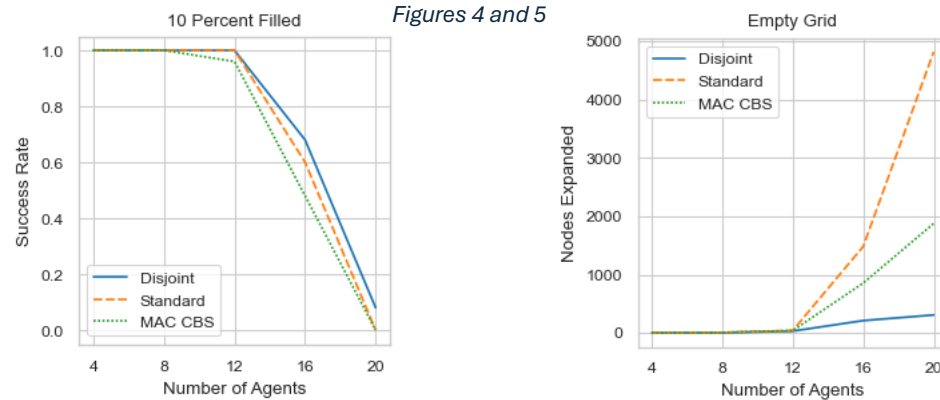 Figures 4 and 5
10 Percent Filled
Success Rate
1.0
0.8
0.6
0.4
0.2
0.0
Disjoint
Standard
MAC CBS
4 8 12 16 20
Number of Agents
Empty Grid
Nodes Expanded
5000
4000
3000
2000
1000
0
Disjoint
Standard
MAC CBS
4 8 12 16 20
Number of Agents